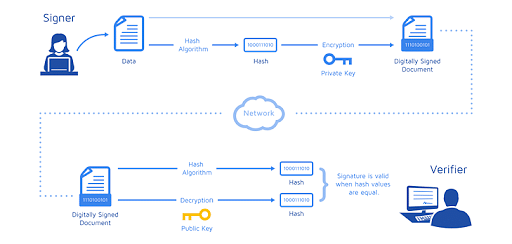 Signer
Data
Hash
Algorithm
1000111010
Hash
Encryption
Private Key
1110100101
Digitally Signed
Document
Network
1110100101
Digitally Signed
Document
Hash
Algorithm
1000111010
Hash
Decryption
Public Key
1000111010
Hash
Signature is valid
when hash values
are equal.
Verifier